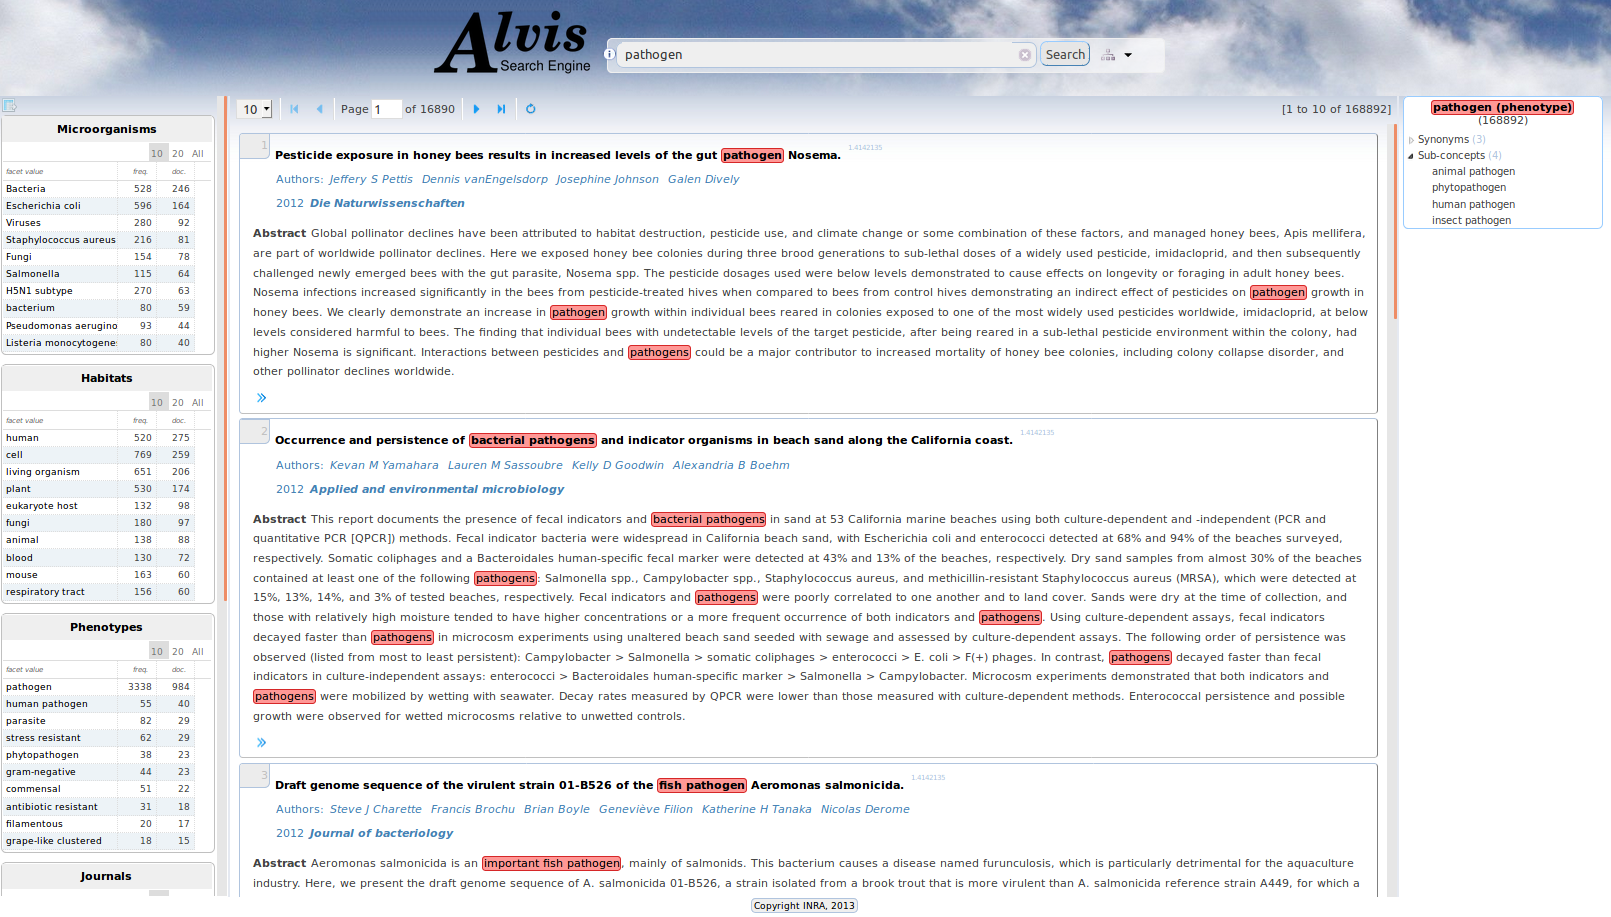 Alvis
Search Engine
pathogen
Search
Microorganisms
10 20 All
facet value freq. doc.
Bacteria 528 246
Escherichia coli 596 164
Viruses 280 92
Staphylococcus aureus 216 81
Fungi 154 78
Salmonella 115 64
H5N1 subtype 270 63
bacterium 80 59
Pseudomonas aerugino 93 44
Listeria monocytogene 80 40
Habitats
10 20 All
facet value freq. doc.
human 520 275
cell 769 259
living organism 651 206
plant 530 174
eukaryote host 132 98
fungi 180 97
animal 138 88
blood 130 72
mouse 163 60
respiratory tract 156 60
Phenotypes
10 20 All
facet value freq. doc.
pathogen 3338 984
human pathogen 55 40
parasite 82 29
stress resistant 62 29
phytopathogen 38 23
gram-negative 44 23
commensal 51 22
antibiotic resistant 31 18
filamentous 20 17
grape-like clustered 18 15
Journals
10 Page 1 of 16890 [1 to 10 of 168892]
1
Pesticide exposure in honey bees results in increased levels of the gut pathogen Nosema. 1.4142135
Authors: Jeffery S Pettis Dennis vanEngelsdorp Josephine Johnson Galen Dively
2012 Die Naturwissenschaften
Abstract Global pollinator declines have been attributed to habitat destruction, pesticide use, and climate change or some combination of these factors, and managed honey bees, Apis mellifera,
are part of worldwide pollinator declines. Here we exposed honey bee colonies during three brood generations to sub-lethal doses of a widely used pesticide, imidacloprid, and then subsequently
challenged newly emerged bees with the gut parasite, Nosema spp. The pesticide dosages used were below levels demonstrated to cause effects on longevity or foraging in adult honey bees.
Nosema infections increased significantly in the bees from pesticide-treated hives when compared to bees from control hives demonstrating an indirect effect of pesticides on pathogen growth in
honey bees. We clearly demonstrate an increase in pathogen growth within individual bees reared in colonies exposed to one of the most widely used pesticides worldwide, imidacloprid, at below
levels considered harmful to bees. The finding that individual bees with undetectable levels of the target pesticide, after being reared in a sub-lethal pesticide environment within the colony, had
higher Nosema is significant. Interactions between pesticides and pathogens could be a major contributor to increased mortality of honey bee colonies, including colony collapse disorder, and
other pollinator declines worldwide.
2
Occurrence and persistence of bacterial pathogens and indicator organisms in beach sand along the California coast. 1.4142135
Authors: Kevan M Yamahara Lauren M Sassoubre Kelly D Goodwin Alexandria B Boehm
2012 Applied and environmental microbiology
Abstract This report documents the presence of fecal indicators and bacterial pathogens in sand at 53 California marine beaches using both culture-dependent and -independent (PCR and
quantitative PCR [QPCR]) methods. Fecal indicator bacteria were widespread in California beach sand, with Escherichia coli and enterococci detected at 68% and 94% of the beaches surveyed,
respectively. Somatic coliphages and a Bacteroidales human-specific fecal marker were detected at 43% and 13% of the beaches, respectively. Dry sand samples from almost 30% of the beaches
contained at least one of the following pathogens: Salmonella spp., Campylobacter spp., Staphylococcus aureus, and methicillin-resistant Staphylococcus aureus (MRSA), which were detected at
15%, 13%, 14%, and 3% of tested beaches, respectively. Fecal indicators and pathogens were poorly correlated to one another and to land cover. Sands were dry at the time of collection, and
those with relatively high moisture tended to have higher concentrations or a more frequent occurrence of both indicators and pathogens. Using culture-dependent assays, fecal indicators
decayed faster than pathogens in microcosm experiments using unaltered beach sand seeded with sewage and assessed by culture-dependent assays. The following order of persistence was
observed (listed from most to least persistent): Campylobacter > Salmonella > somatic coliphages > enterococci > E. coli > F(+) phages. In contrast, pathogens decayed faster than fecal
indicators in culture-independent assays: enterococci > Bacteroidales human-specific marker > Salmonella > Campylobacter. Microcosm experiments demonstrated that both indicators and
pathogens were mobilized by wetting with seawater. Decay rates measured by QPCR were lower than those measured with culture-dependent methods. Enterococcal persistence and possible
growth were observed for wetted microcosms relative to unwetted controls.
3
Draft genome sequence of the virulent strain 01-B526 of the fish pathogen Aeromonas salmonicida. 1.4142135
Authors: Steve J Charette Francis Brochu Brian Boyle Geneviève Filion Katherine H Tanaka Nicolas Derome
2012 Journal of bacteriology
Abstract Aeromonas salmonicida is an important fish pathogen, mainly of salmonids. This bacterium causes a disease named furunculosis, which is particularly detrimental for the aquaculture
industry. Here, we present the draft genome sequence of A. salmonicida 01-B526, a strain isolated from a brook trout that is more virulent than A. salmonicida reference strain A449, for which a
pathogen (phenotype)
(168892)
Synonyms (3)
Sub-concepts (4)
animal pathogen
phytopathogen
human pathogen
insect pathogen
Copyright INRA, 2013